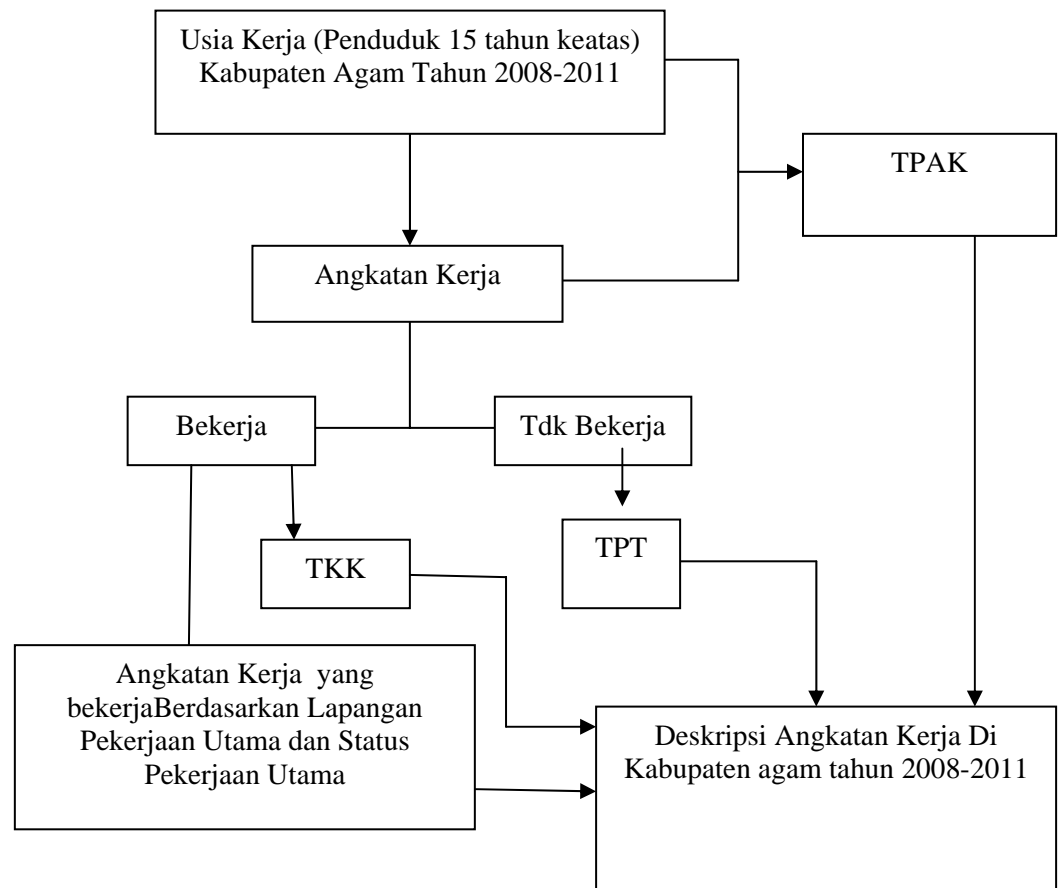 Usia Kerja (Penduduk 15 tahun keatas)
Kabupaten Agam Tahun 2008-2011
TPAK
Angkatan Kerja
Bekerja
Tdk Bekerja
TKK
TPT
Angkatan Kerja yang
bekerjaBerdasarkan Lapangan
Pekerjaan Utama dan Status
Pekerjaan Utama
Deskripsi Angkatan Kerja Di
Kabupaten agam tahun 2008-2011